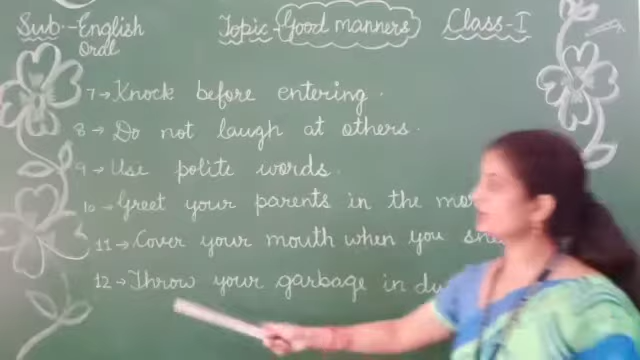 Sub:- English Topic - Good manners Class-I
Oral
7→Knock before entering.
8→ Do not laugh at others.
9→ Use polite words.
10→Greet your parents in the
11→Cover your mouth when you
12→Throw your garbage in